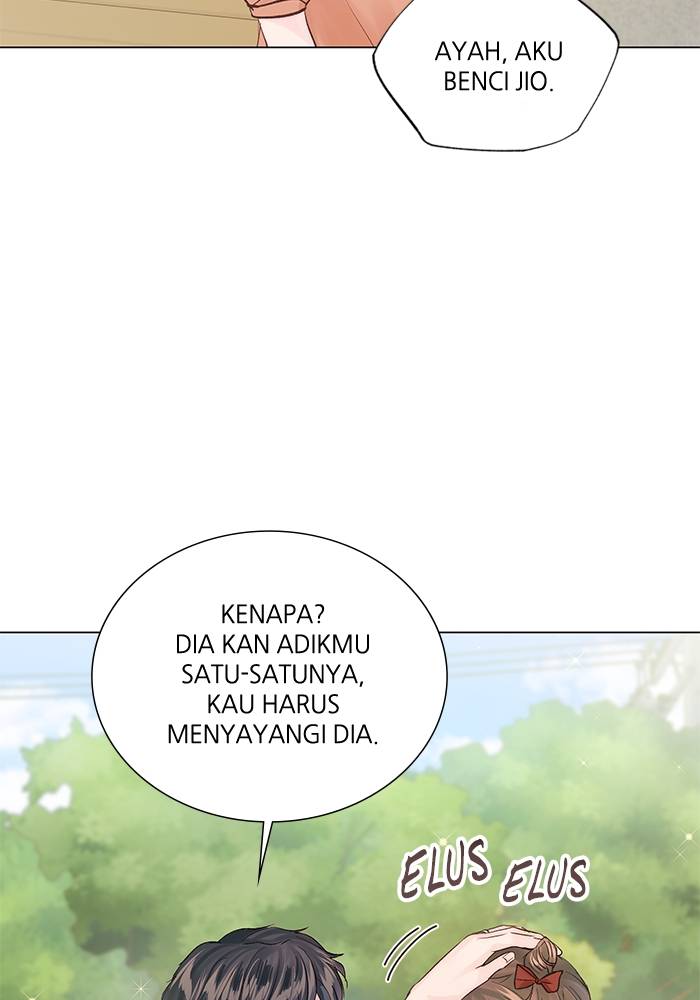 AYAH, AKU
BENCI JIO.
KENAPA?
DIA KAN ADIKMU
SATU-SATUNYA,
KAU HARUS
MENYAYANGI DIA.
ELUS ELUS